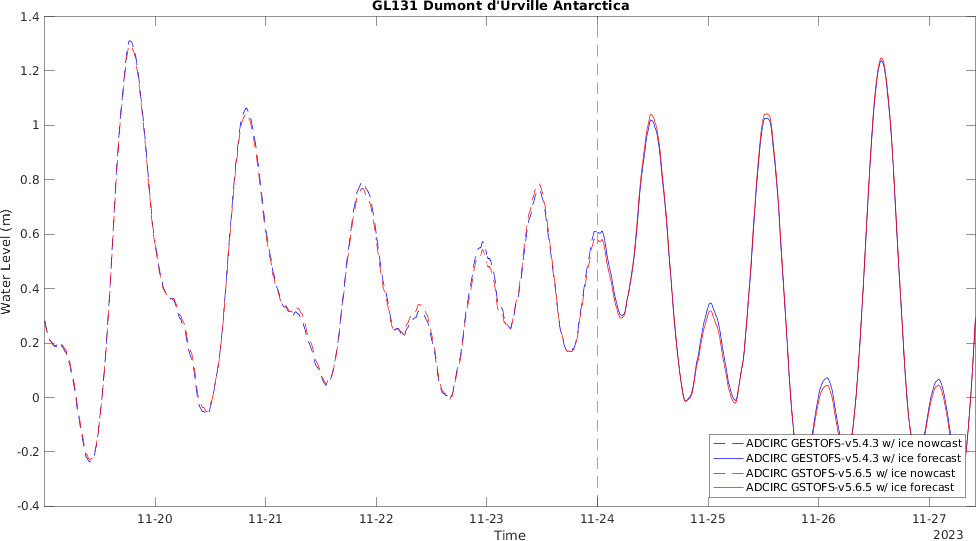 GL131 Dumont d'Urville Antarctica
1.4
1.2
1
0.8
0.6
0.4
0.2
0
-0.2
-0.4
Water Level (m)
ADCIRC GESTOFS-v5.4.3 w/ ice nowcast
ADCIRC GESTOFS-v5.4.3 w/ ice forecast
ADCIRC GSTOFS-v5.6.5 w/ ice nowcast
ADCIRC GSTOFS-v5.6.5 w/ ice forecast
11-20
11-21
11-22
11-23
11-24
11-25
11-26
11-27
Time
2023